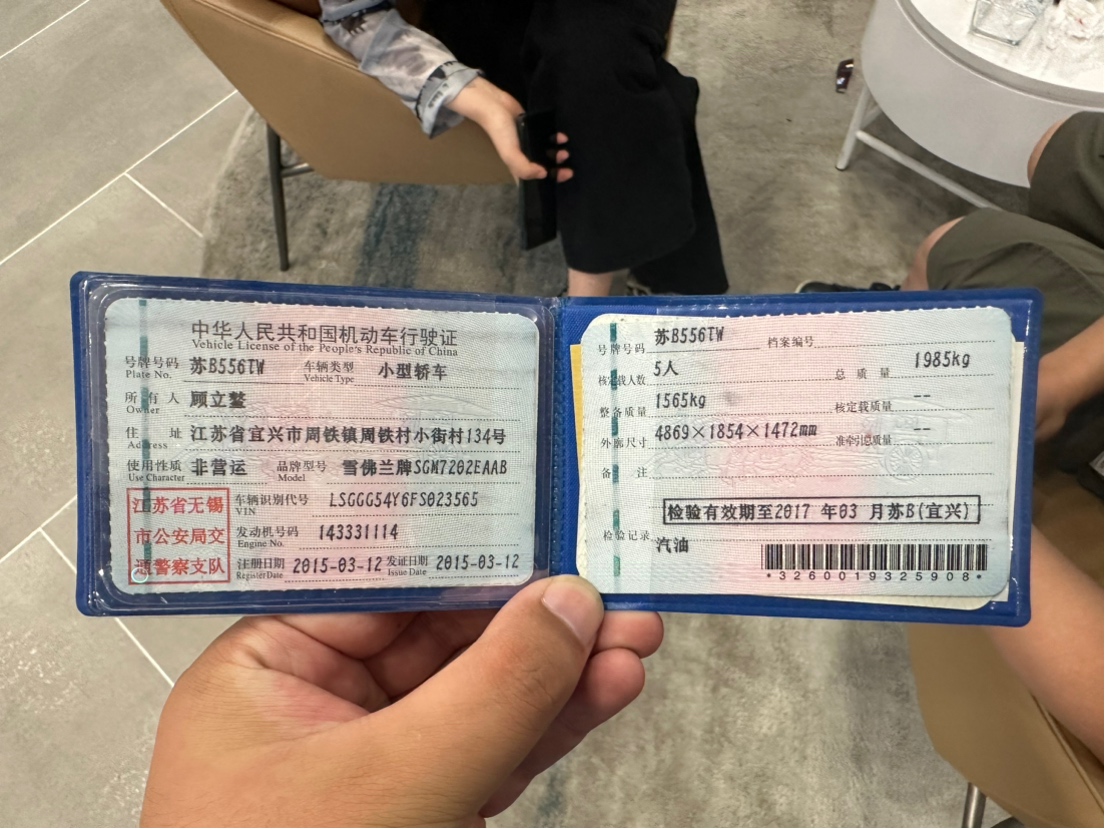 中华人民共和国机动车行驶证
Vehicle License of the People's Republic of China
号牌号码 苏B556TW 车辆类型 小型轿车
Plate No. Vehicle Type
所有人 顾立鏊
Owner
住址 江苏省宜兴市周铁镇周铁村小街村134号
Address
使用性质 非营运 品牌型号 雪佛兰牌SGM7202EAAB
Use Character Model
江苏省无锡
市公安局交
通警察支队
车辆识别代号 LSGGG54Y6FS023565
VIN
发动机号码 143331114
Engine No.
注册日期 2015-03-12 发证日期 2015-03-12
Register Date Issue Date
号牌号码 苏B556TW 档案编号
核定载人数 5人 总质量 1985kg
整备质量 1565kg 核定载质量 --
外廓尺寸 4869×1854×1472mm 准牵引总质量 --
备注
检验有效期至2017 年03 月苏B(宜兴)
检验记录
汽油
*3260019325908*